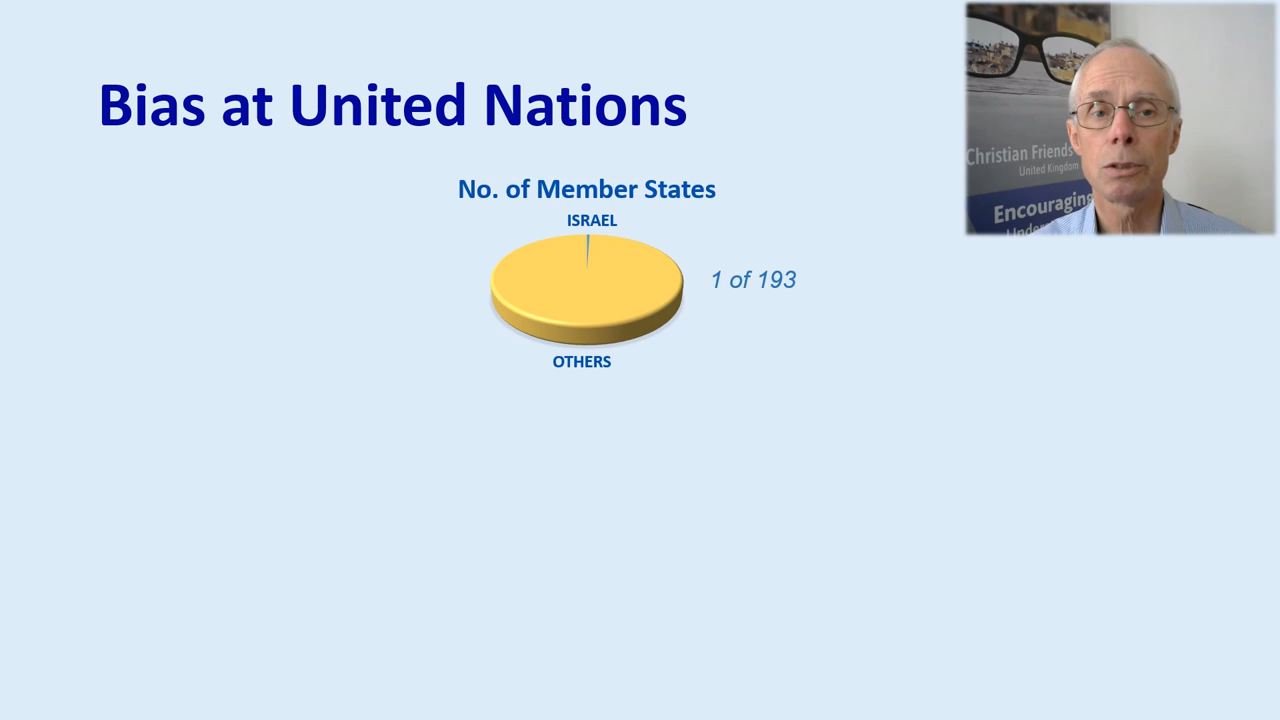 Bias at United Nations
No. of Member States
ISRAEL
1 of 193
OTHERS
Christian Friends
United Kingdom
Encouraging